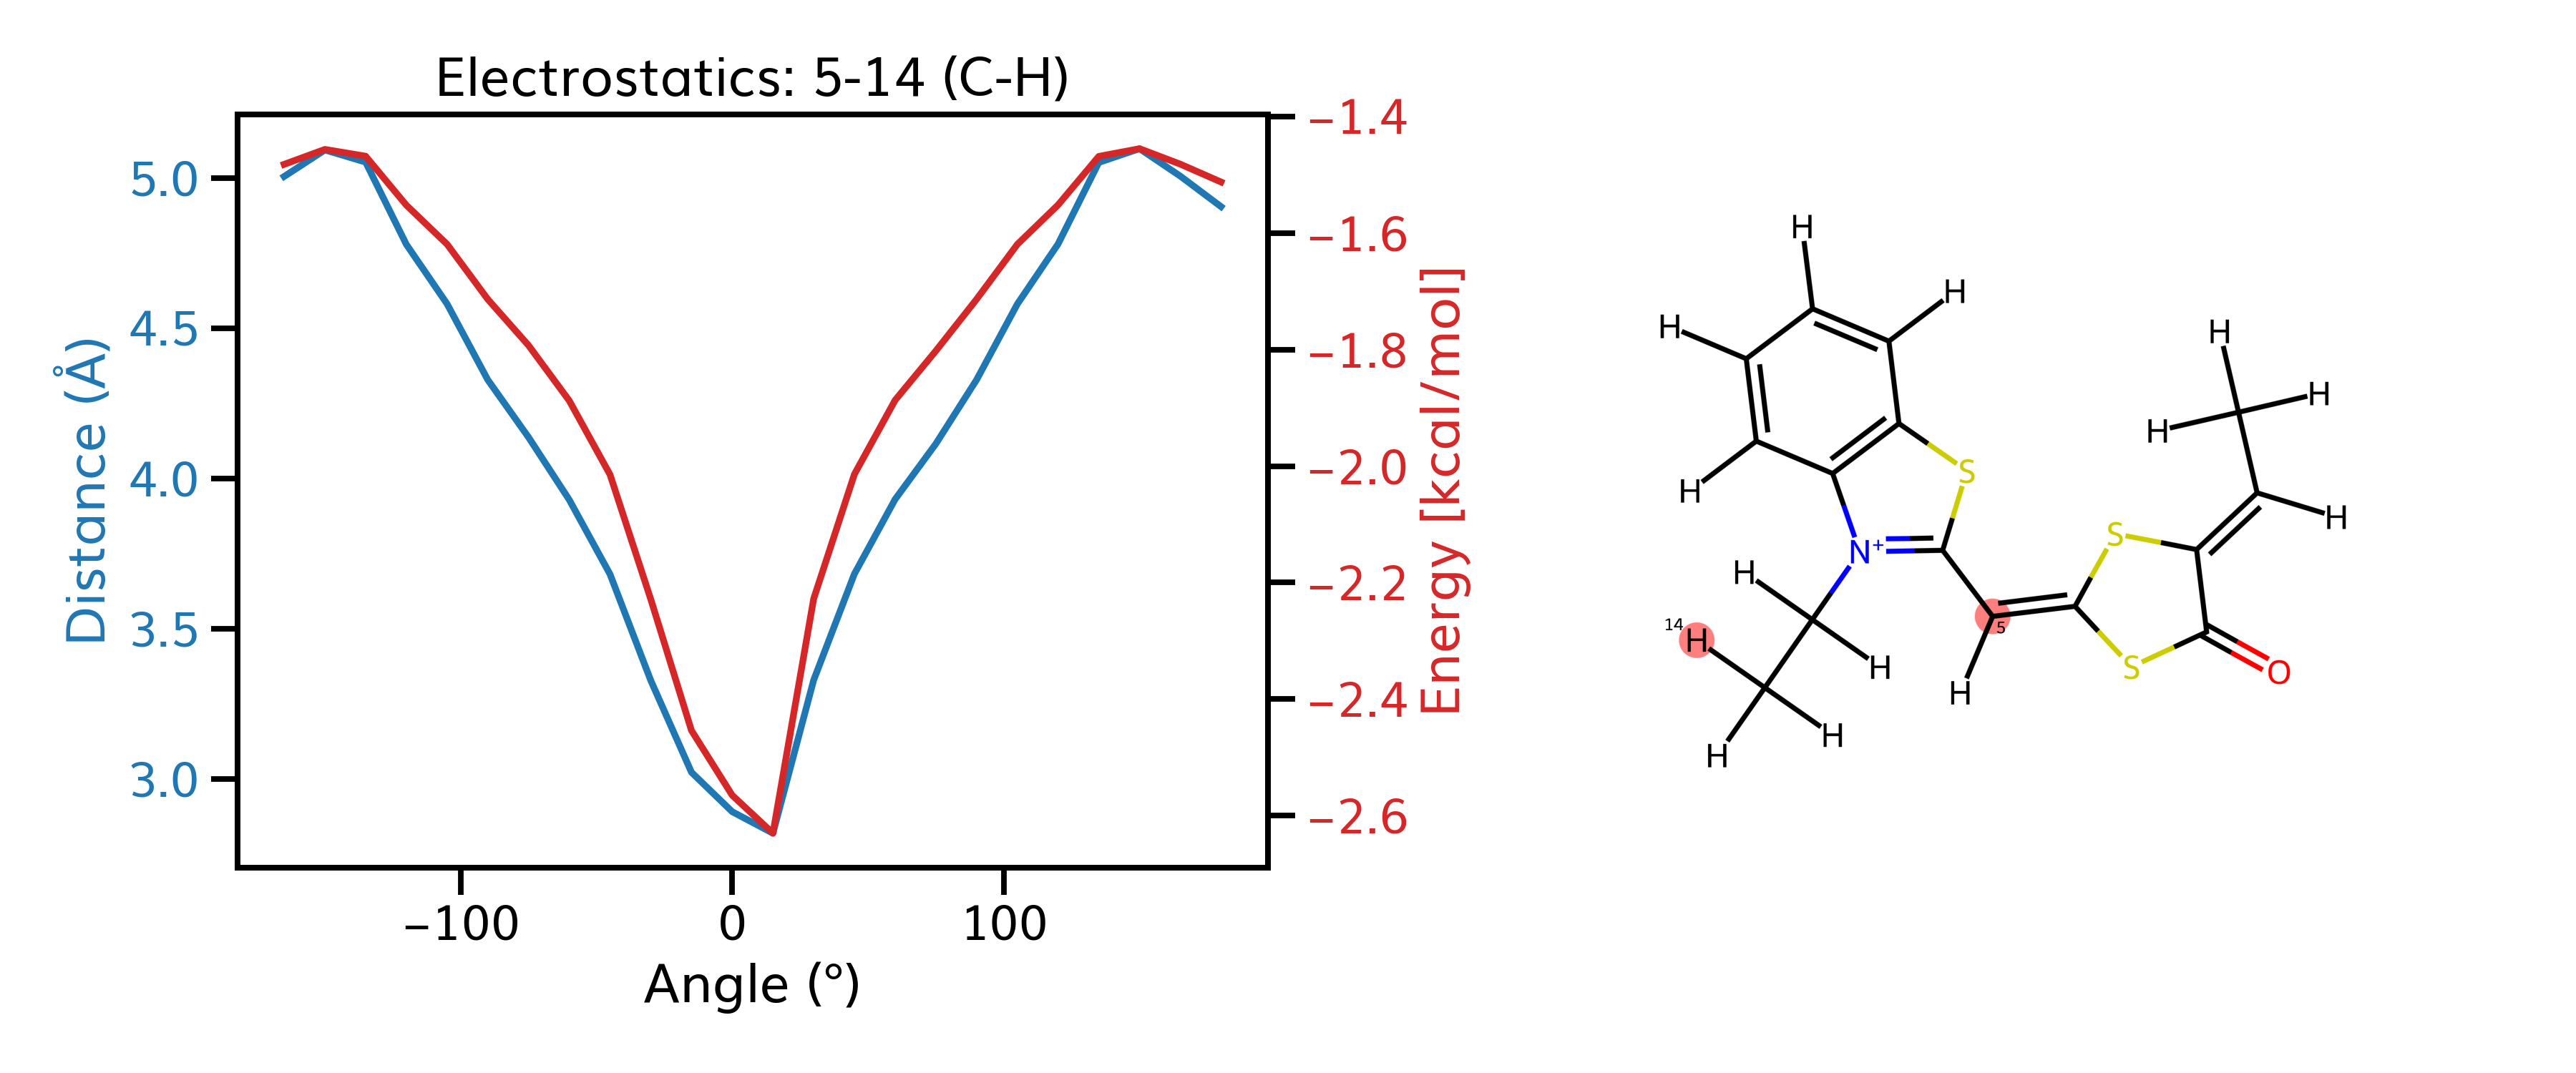 Electrostatics: 5-14 (C-H)
Distance (Å)
5.0
4.5
4.0
3.5
3.0
−1.4
−1.6
−1.8
−2.0
−2.2
−2.4
−2.6
Energy [kcal/mol]
−100 0 100
Angle (°)
H
H
H
H
H
H
H
S
H
H
S
N+
H
14
H
5
H
S
O
H
H
H